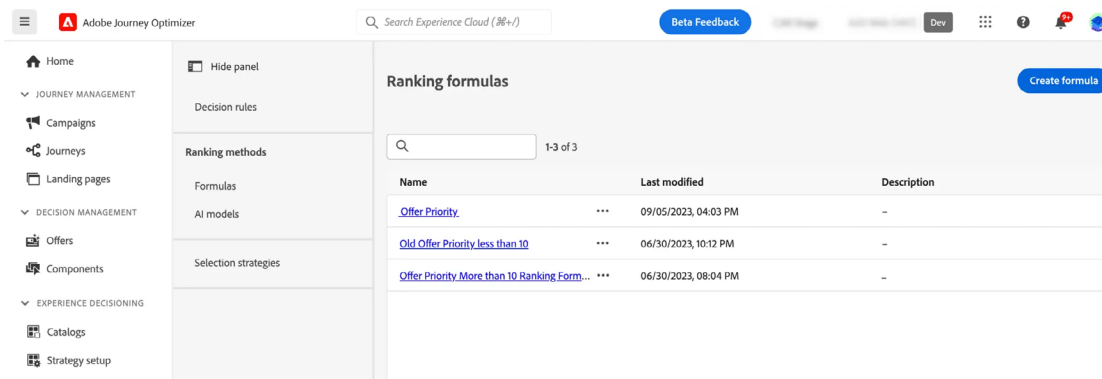 Adobe Journey Optimizer
Search Experience Cloud (⌘+/)
Beta Feedback
Dev
9+
Home
JOURNEY MANAGEMENT
Campaigns
Journeys
Landing pages
DECISION MANAGEMENT
Offers
Components
EXPERIENCE DECISIONING
Catalogs
Strategy setup
Hide panel
Decision rules
Ranking methods
Formulas
AI models
Selection strategies
Ranking formulas
Create formula
1-3 of 3
Name Last modified Description
Offer Priority ••• 09/05/2023, 04:03 PM –
Old Offer Priority less than 10 ••• 06/30/2023, 10:12 PM –
Offer Priority More than 10 Ranking Form... ••• 06/30/2023, 08:04 PM –